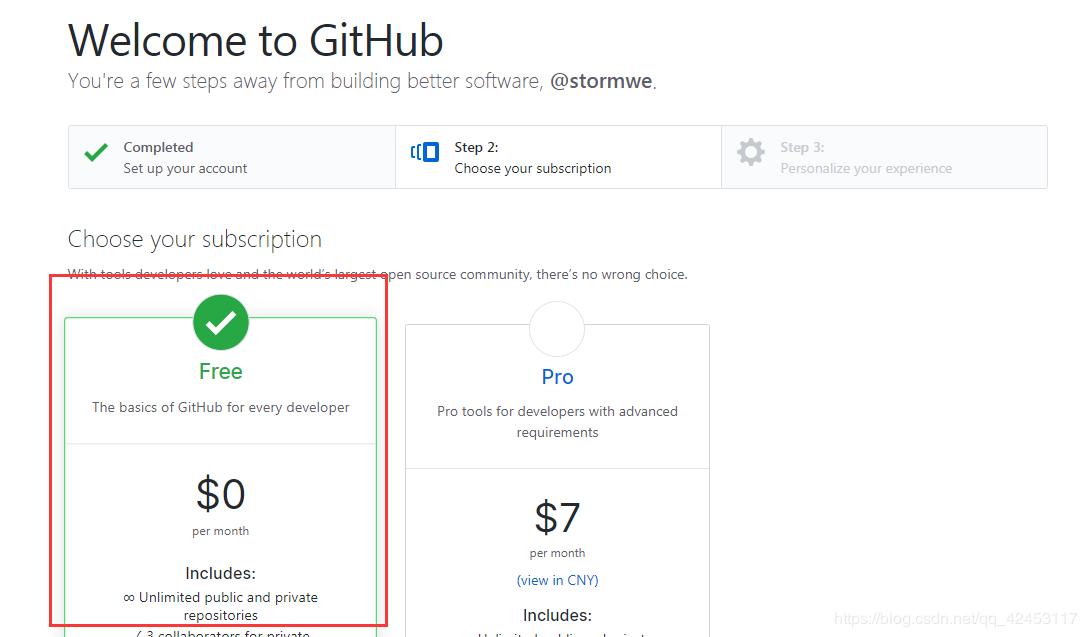 Welcome to GitHub
You're a few steps away from building better software, @stormwe.
Completed
Set up your account
Step 2:
Choose your subscription
Step 3:
Personalize your experience
Choose your subscription
With tools developers love and the world's largest open source community, there's no wrong choice.
Free
The basics of GitHub for every developer
$0
per month
Includes:
∞ Unlimited public and private
repositories
✓ 3 collaborators for private
Pro
Pro tools for developers with advanced
requirements
$7
per month
(view in CNY)
Includes:
https://blog.csdn.net/qq_42453117